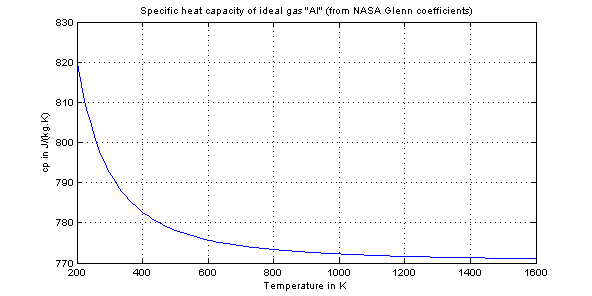 Specific heat capacity of ideal gas "Al" (from NASA Glenn coefficients)
830
820
810
800
790
780
770
cp in J/(kg.K)
200 400 600 800 1000 1200 1400 1600
Temperature in K